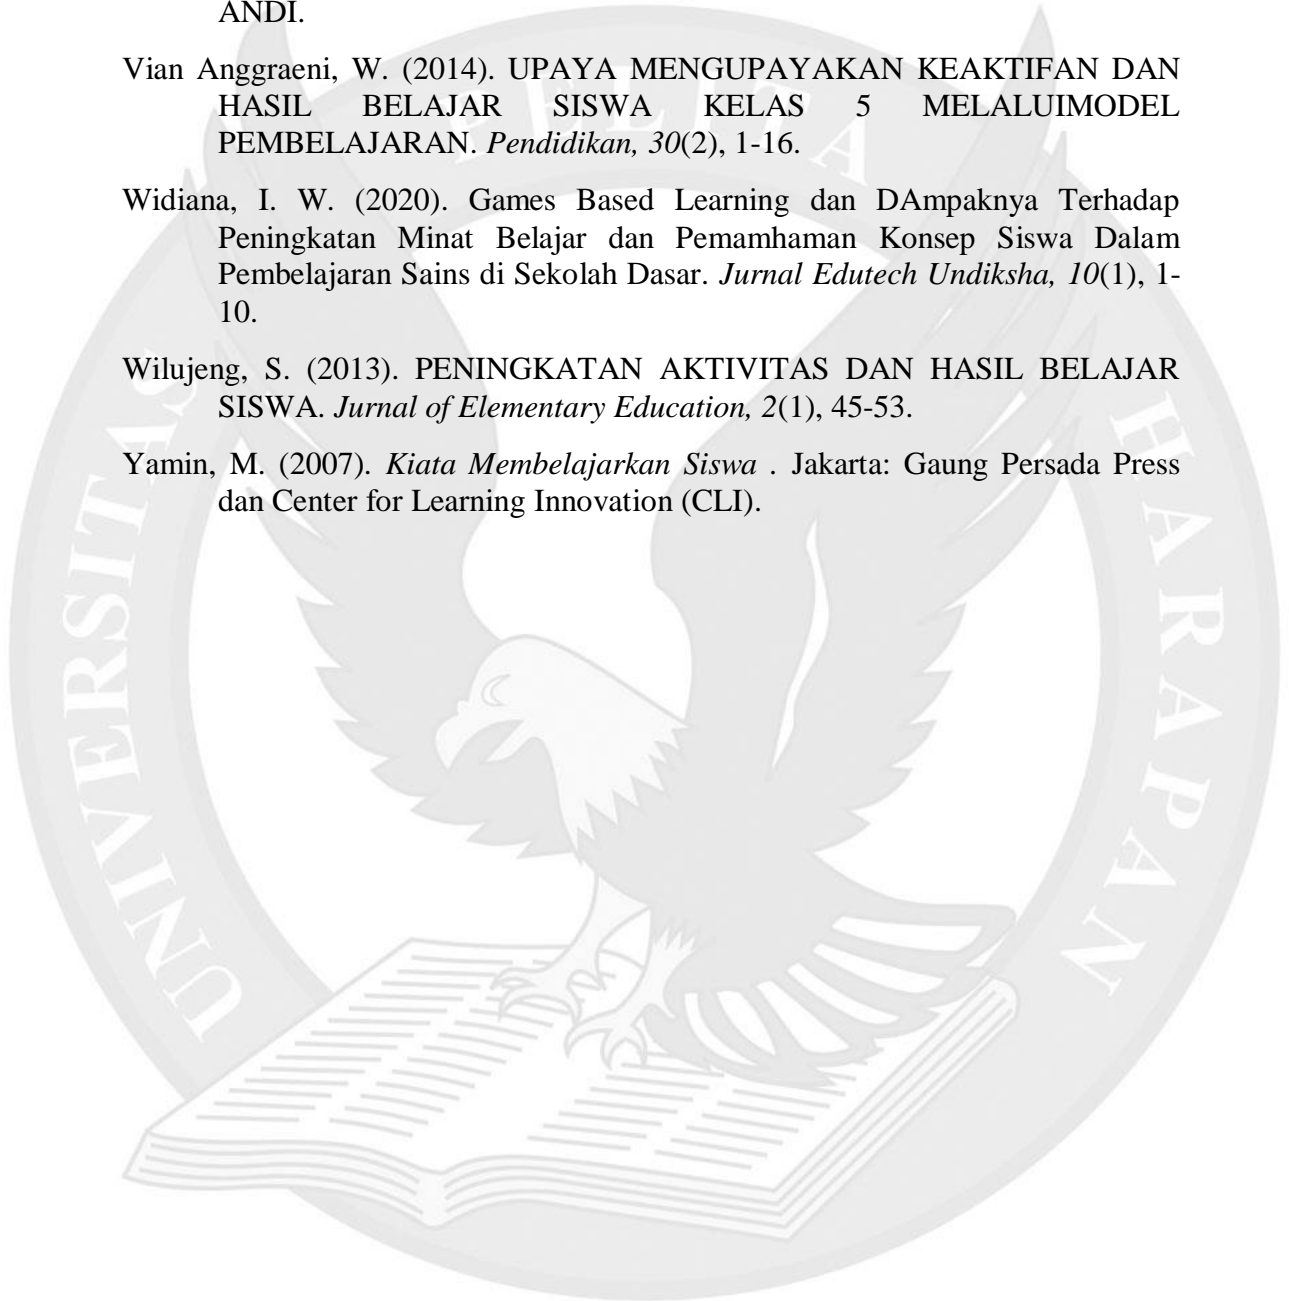 ANDI.
Vian Anggraeni, W. (2014). UPAYA MENGUPAYAKAN KEAKTIFAN DAN
HASIL BELAJAR SISWA KELAS 5 MELALUIMODEL
PEMBELAJARAN. Pendidikan, 30(2), 1-16.
Widiana, I. W. (2020). Games Based Learning dan DAmpaknya Terhadap
Peningkatan Minat Belajar dan Pemamhaman Konsep Siswa Dalam
Pembelajaran Sains di Sekolah Dasar. Jurnal Edutech Undiksha, 10(1), 1-
10.
Wilujeng, S. (2013). PENINGKATAN AKTIVITAS DAN HASIL BELAJAR
SISWA. Jurnal of Elementary Education, 2(1), 45-53.
Yamin, M. (2007). Kiata Membelajarkan Siswa . Jakarta: Gaung Persada Press
dan Center for Learning Innovation (CLI).
UNIVERSITAS PELITA HARAPAN